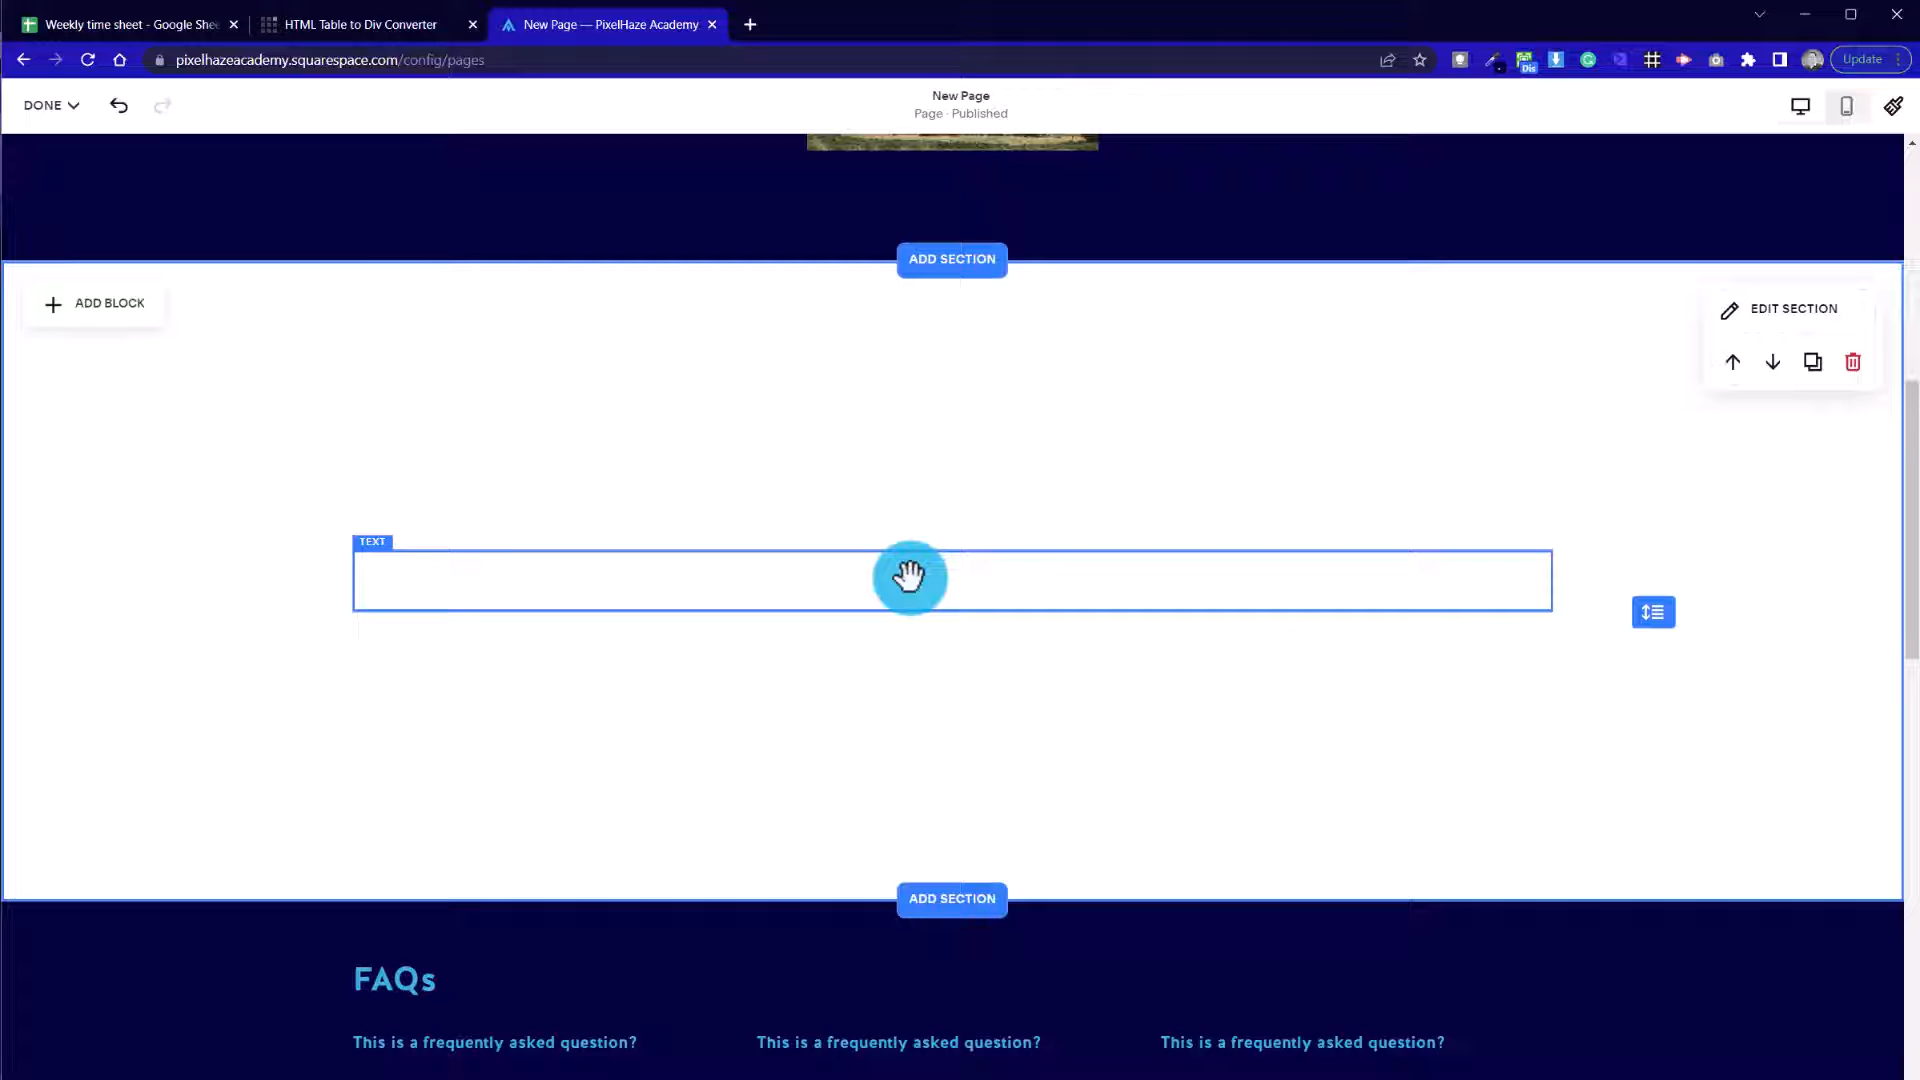 Weekly time sheet - Google She
HTML Table to Div Converter
New Page — PixelHaze Academy
pixelhazeacademy.squarespace.com/config/pages
Dis
Update
DONE
New Page
Page · Published
ADD SECTION
ADD BLOCK
EDIT SECTION
TEXT
ADD SECTION
FAQs
This is a frequently asked question?
This is a frequently asked question?
This is a frequently asked question?